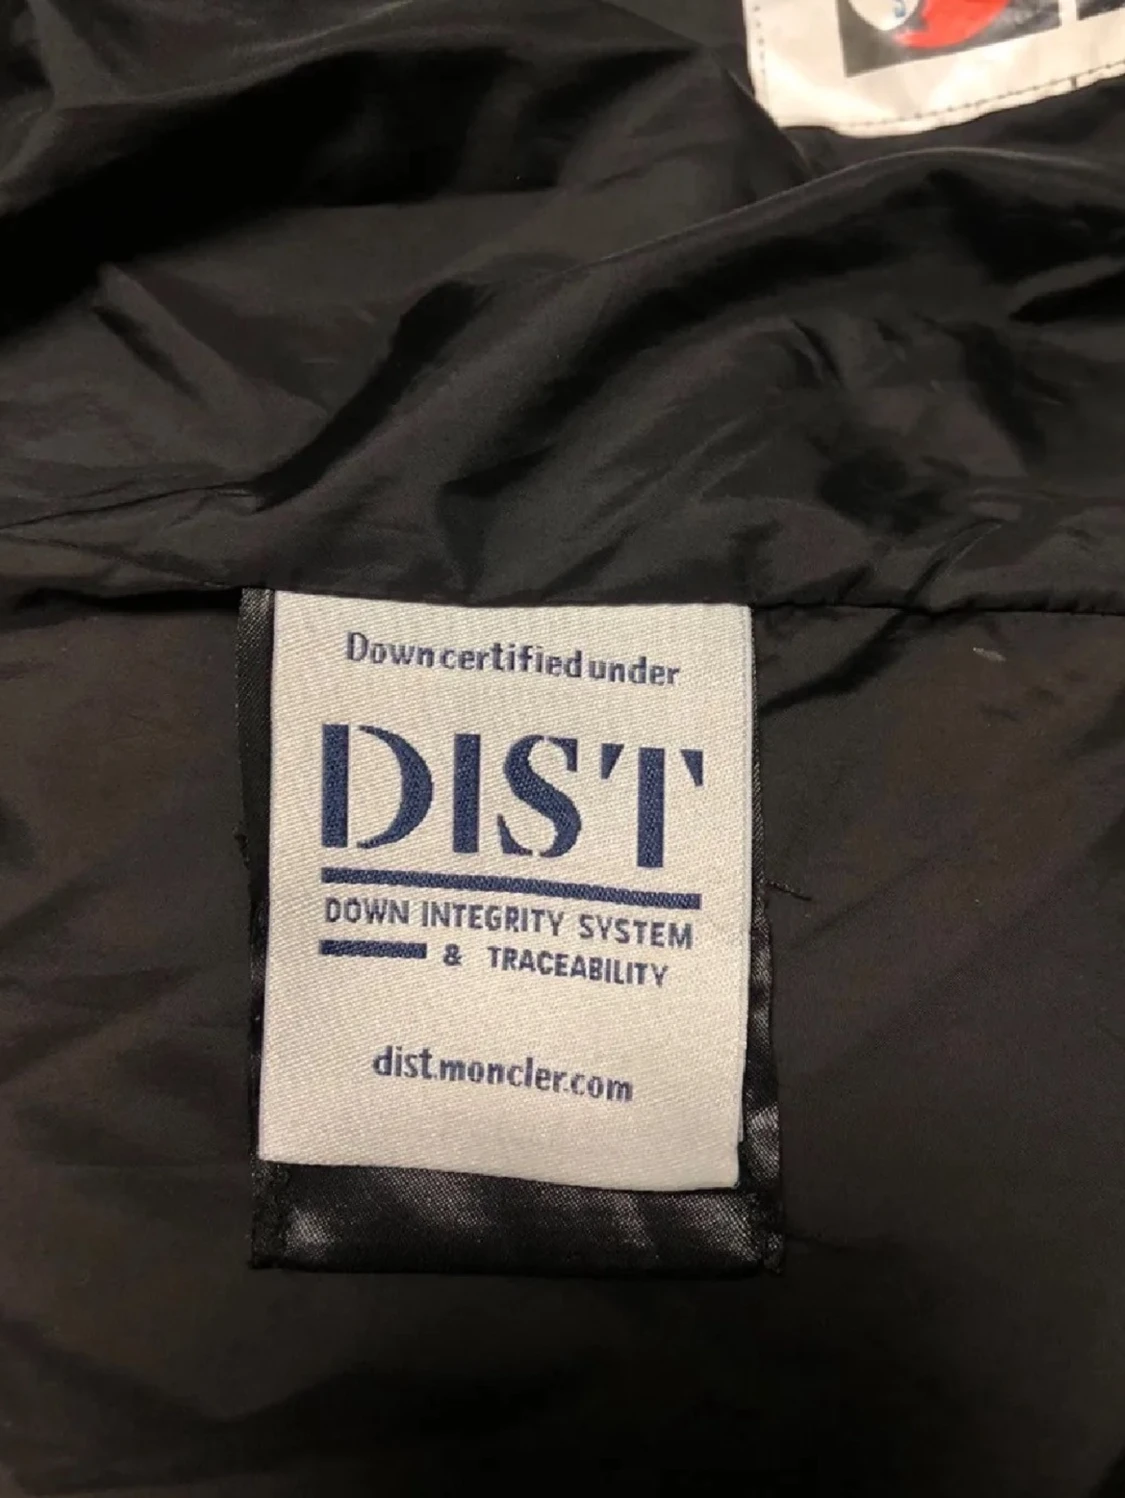 Down certified under
DIST
DOWN INTEGRITY SYSTEM
& TRACEABILITY
dist.moncler.com